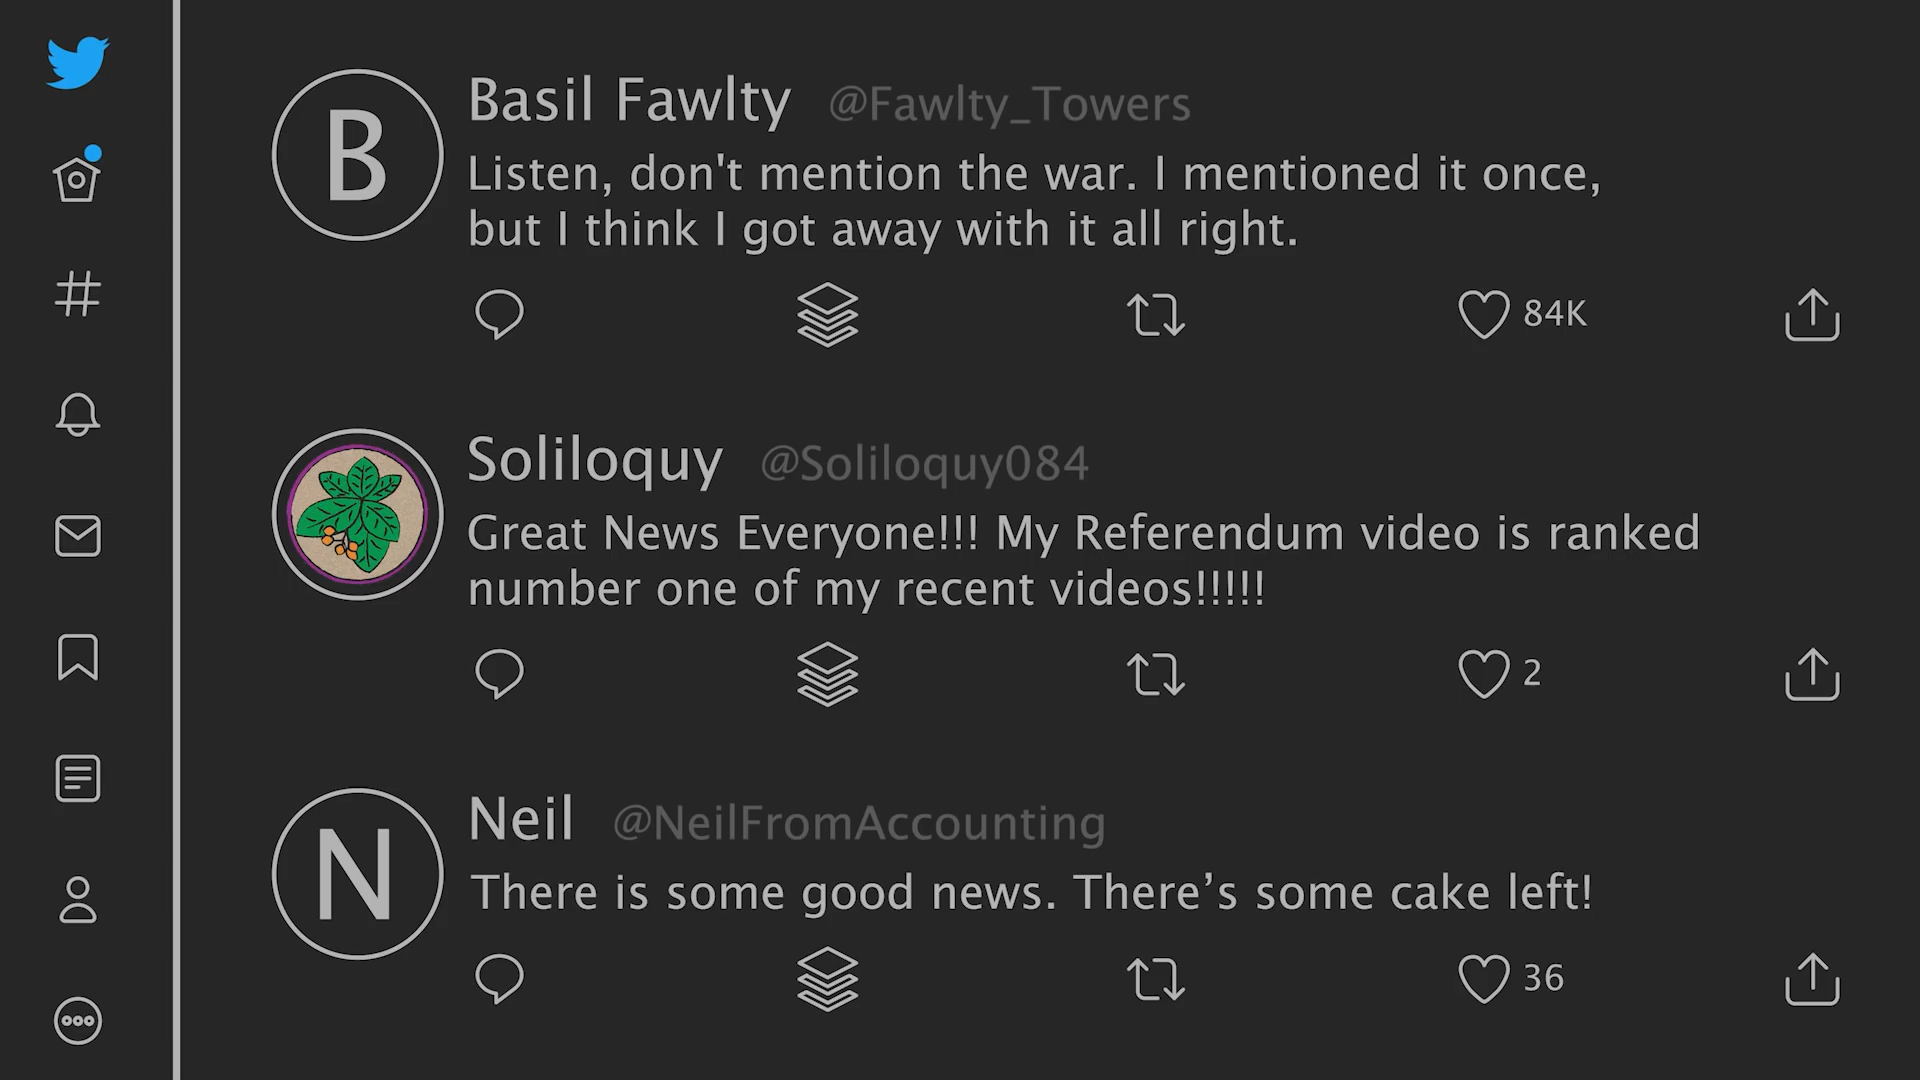 B
Basil Fawlty @Fawlty_Towers
Listen, don't mention the war. I mentioned it once,
but I think I got away with it all right.
84K
Soliloquy @Soliloquy084
Great News Everyone!!! My Referendum video is ranked
number one of my recent videos!!!!!
2
N
Neil @NeilFromAccounting
There is some good news. There’s some cake left!
36